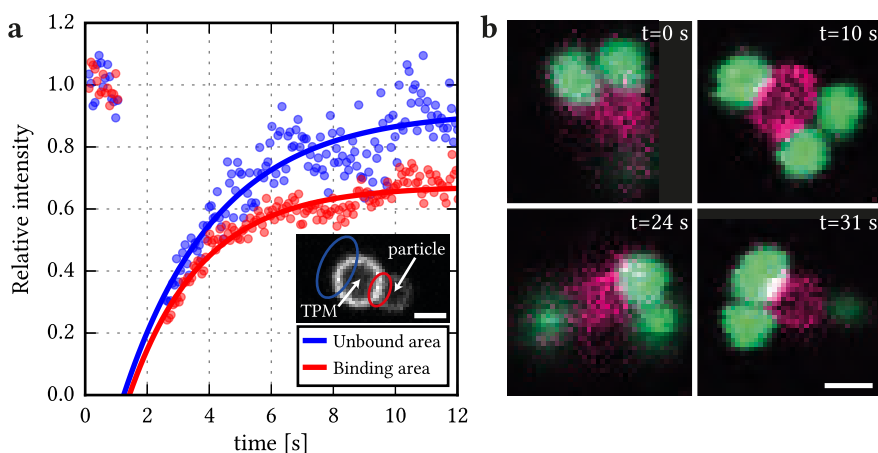 a
1.2
1.0
0.8
0.6
0.4
0.2
0.0
Relative intensity
0
2
4
6
8
10
12
time [s]
particle
TPM
Unbound area
Binding area
b
t=0 s
t=10 s
t=24 s
t=31 s